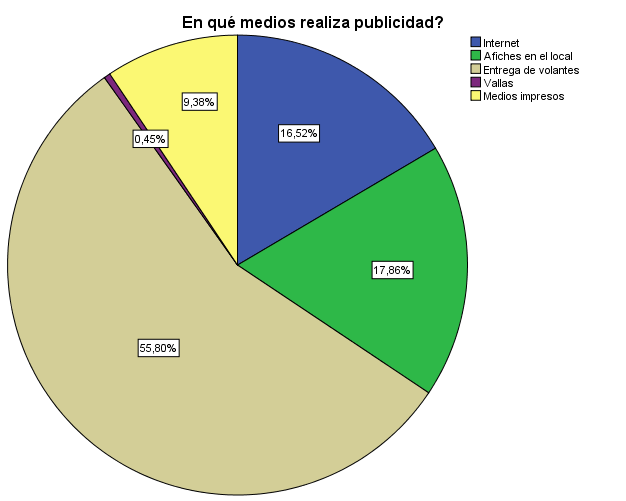 En qué medios realiza publicidad?
Internet
Afiches en el local
Entrega de volantes
Vallas
Medios impresos
9,38%
16,52%
0,45%
17,86%
55,80%